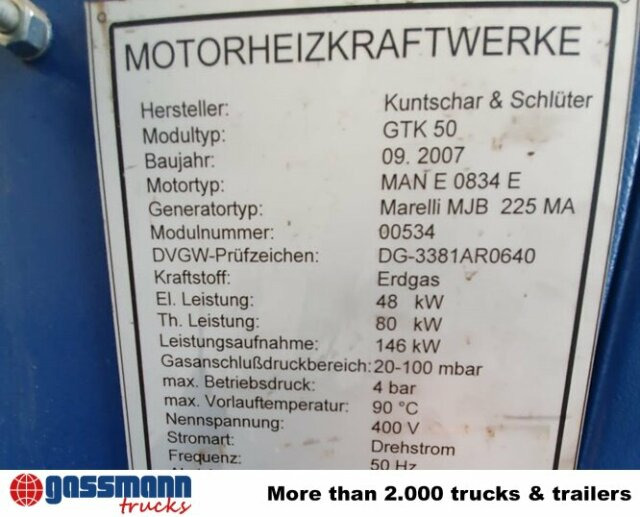 MOTORHEIZKRAFTWERKE
Hersteller: Kuntschar & Schlüter
Modultyp: GTK 50
Baujahr: 09. 2007
Motortyp: MAN E 0834 E
Generatortyp: Marelli MJB 225 MA
Modulnummer: 00534
DVGW-Prüfzeichen: DG-3381AR0640
Kraftstoff: Erdgas
El. Leistung: 48 kW
Th. Leistung: 80 kW
Leistungsaufnahme: 146 kW
Gasanschlußdruckbereich: 20-100 mbar
max. Betriebsdruck: 4 bar
max. Vorlauftemperatur: 90 °C
Nennspannung: 400 V
Stromart: Drehstrom
Frequenz: 50 Hz
gassmann trucks
More than 2.000 trucks & trailers